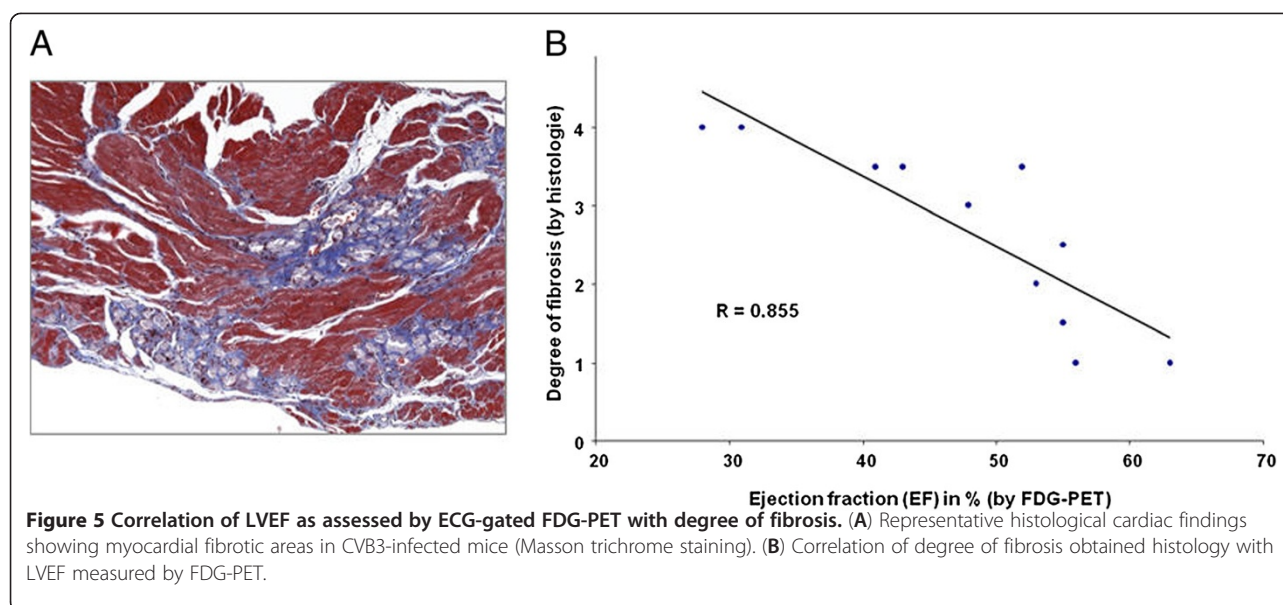 A
B
Degree of fibrosis (by histologie)
4
3
2
1
0
R = 0.855
20 30 40 50 60 70
Ejection fraction (EF) in % (by FDG-PET)
Figure 5 Correlation of LVEF as assessed by ECG-gated FDG-PET with degree of fibrosis. (A) Representative histological cardiac findings
showing myocardial fibrotic areas in CVB3-infected mice (Masson trichrome staining). (B) Correlation of degree of fibrosis obtained histology with
LVEF measured by FDG-PET.